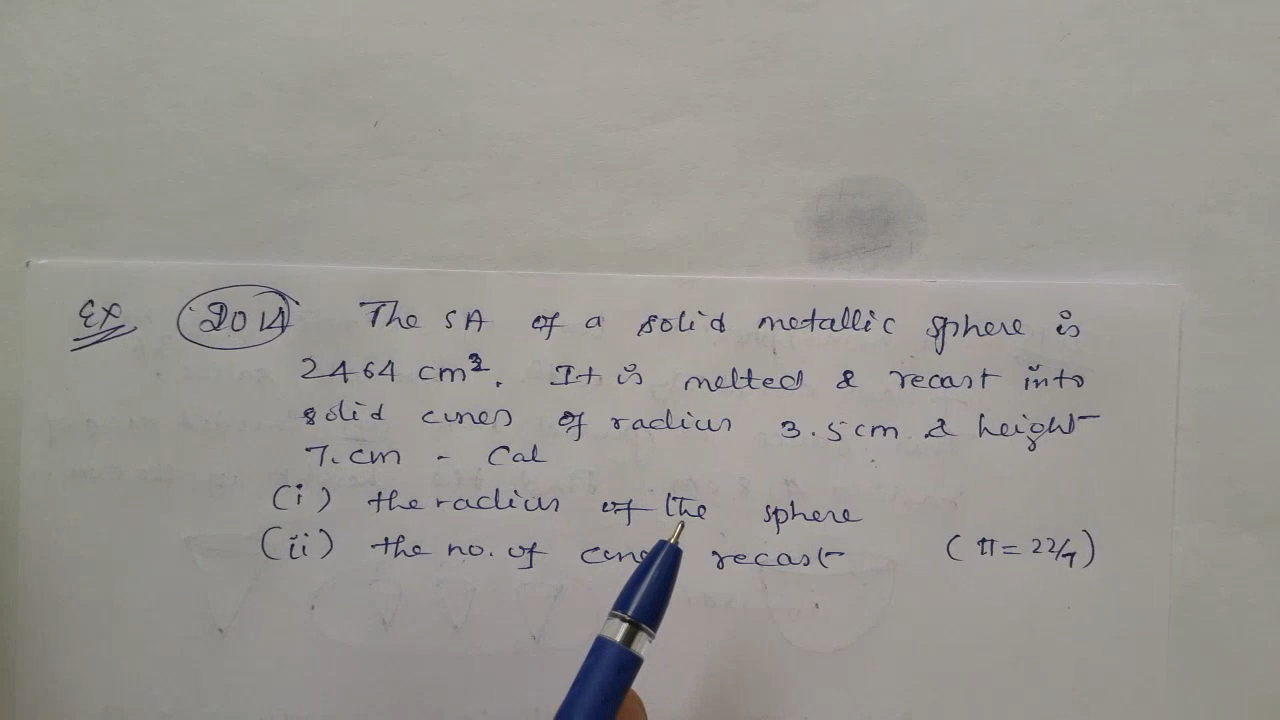 Ex 2014 The SA of a solid metallic sphere is
2464 cm². It is melted & recast into
solid cones of radius 3.5cm & height
7.cm - Cal
(i) the radius of the sphere
(ii) the no. of cones recast (π = 22/7)